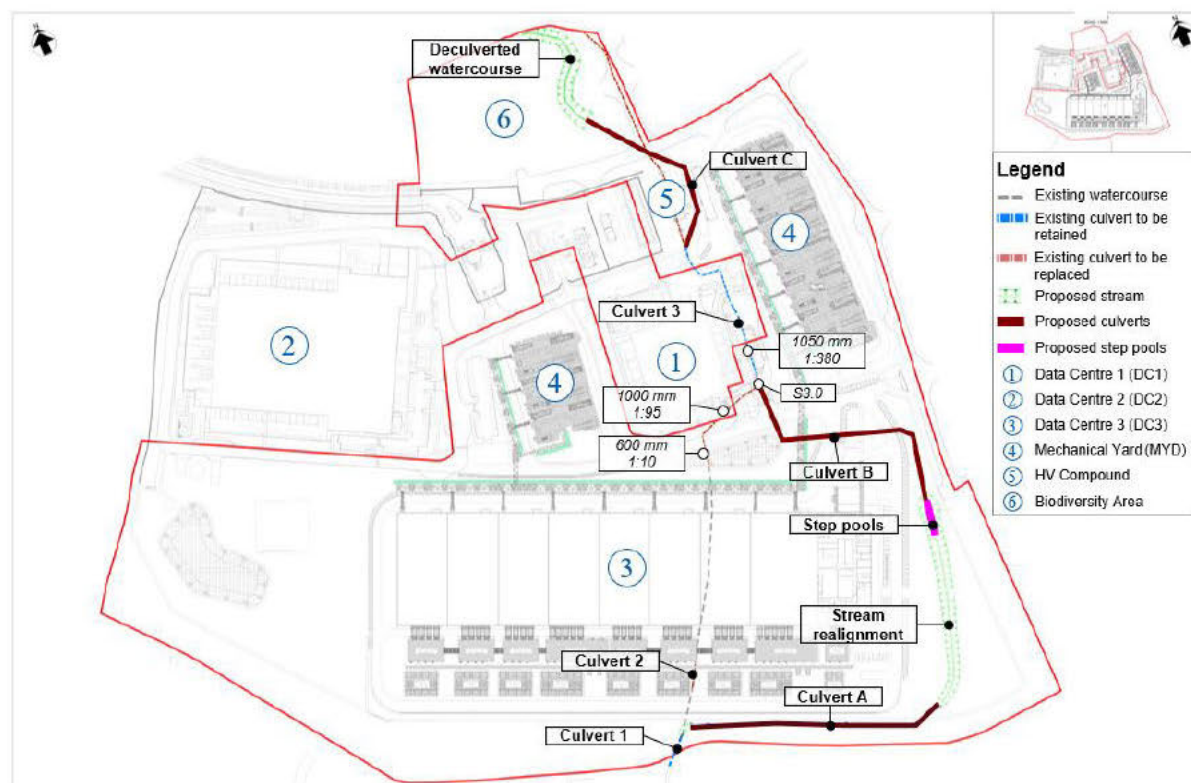 Deculverted
watercourse
6
Culvert C
5
4
Culvert 3
2
1
1050 mm
1:380
4
1000 mm
1:95
S3.0
600 mm
1:10
Culvert B
Step pools
3
Stream
realignment
Culvert 2
Culvert A
Culvert 1
Legend
Existing watercourse
Existing culvert to be
retained
Existing culvert to be
replaced
Proposed stream
Proposed culverts
Proposed step pools
1 Data Centre 1 (DC1)
2 Data Centre 2 (DC2)
3 Data Centre 3 (DC3)
4 Mechanical Yard (MYD)
5 HV Compound
6 Biodiversity Area